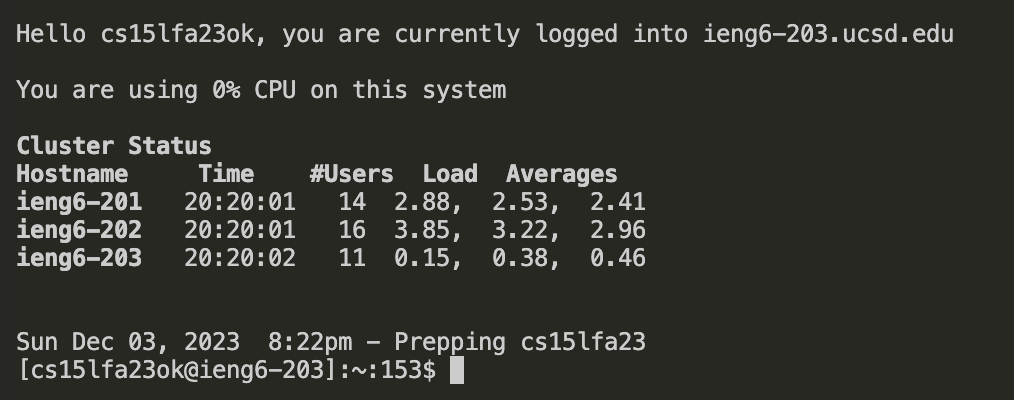 Hello cs15lfa23ok, you are currently logged into ieng6-203.ucsd.edu
You are using 0% CPU on this system
Cluster Status
Hostname     Time    #Users  Load  Averages
ieng6-201   20:20:01   14  2.88,  2.53,  2.41
ieng6-202   20:20:01   16  3.85,  3.22,  2.96
ieng6-203   20:20:02   11  0.15,  0.38,  0.46
Sun Dec 03, 2023  8:22pm - Prepping cs15lfa23
[cs15lfa23ok@ieng6-203]:~:153$